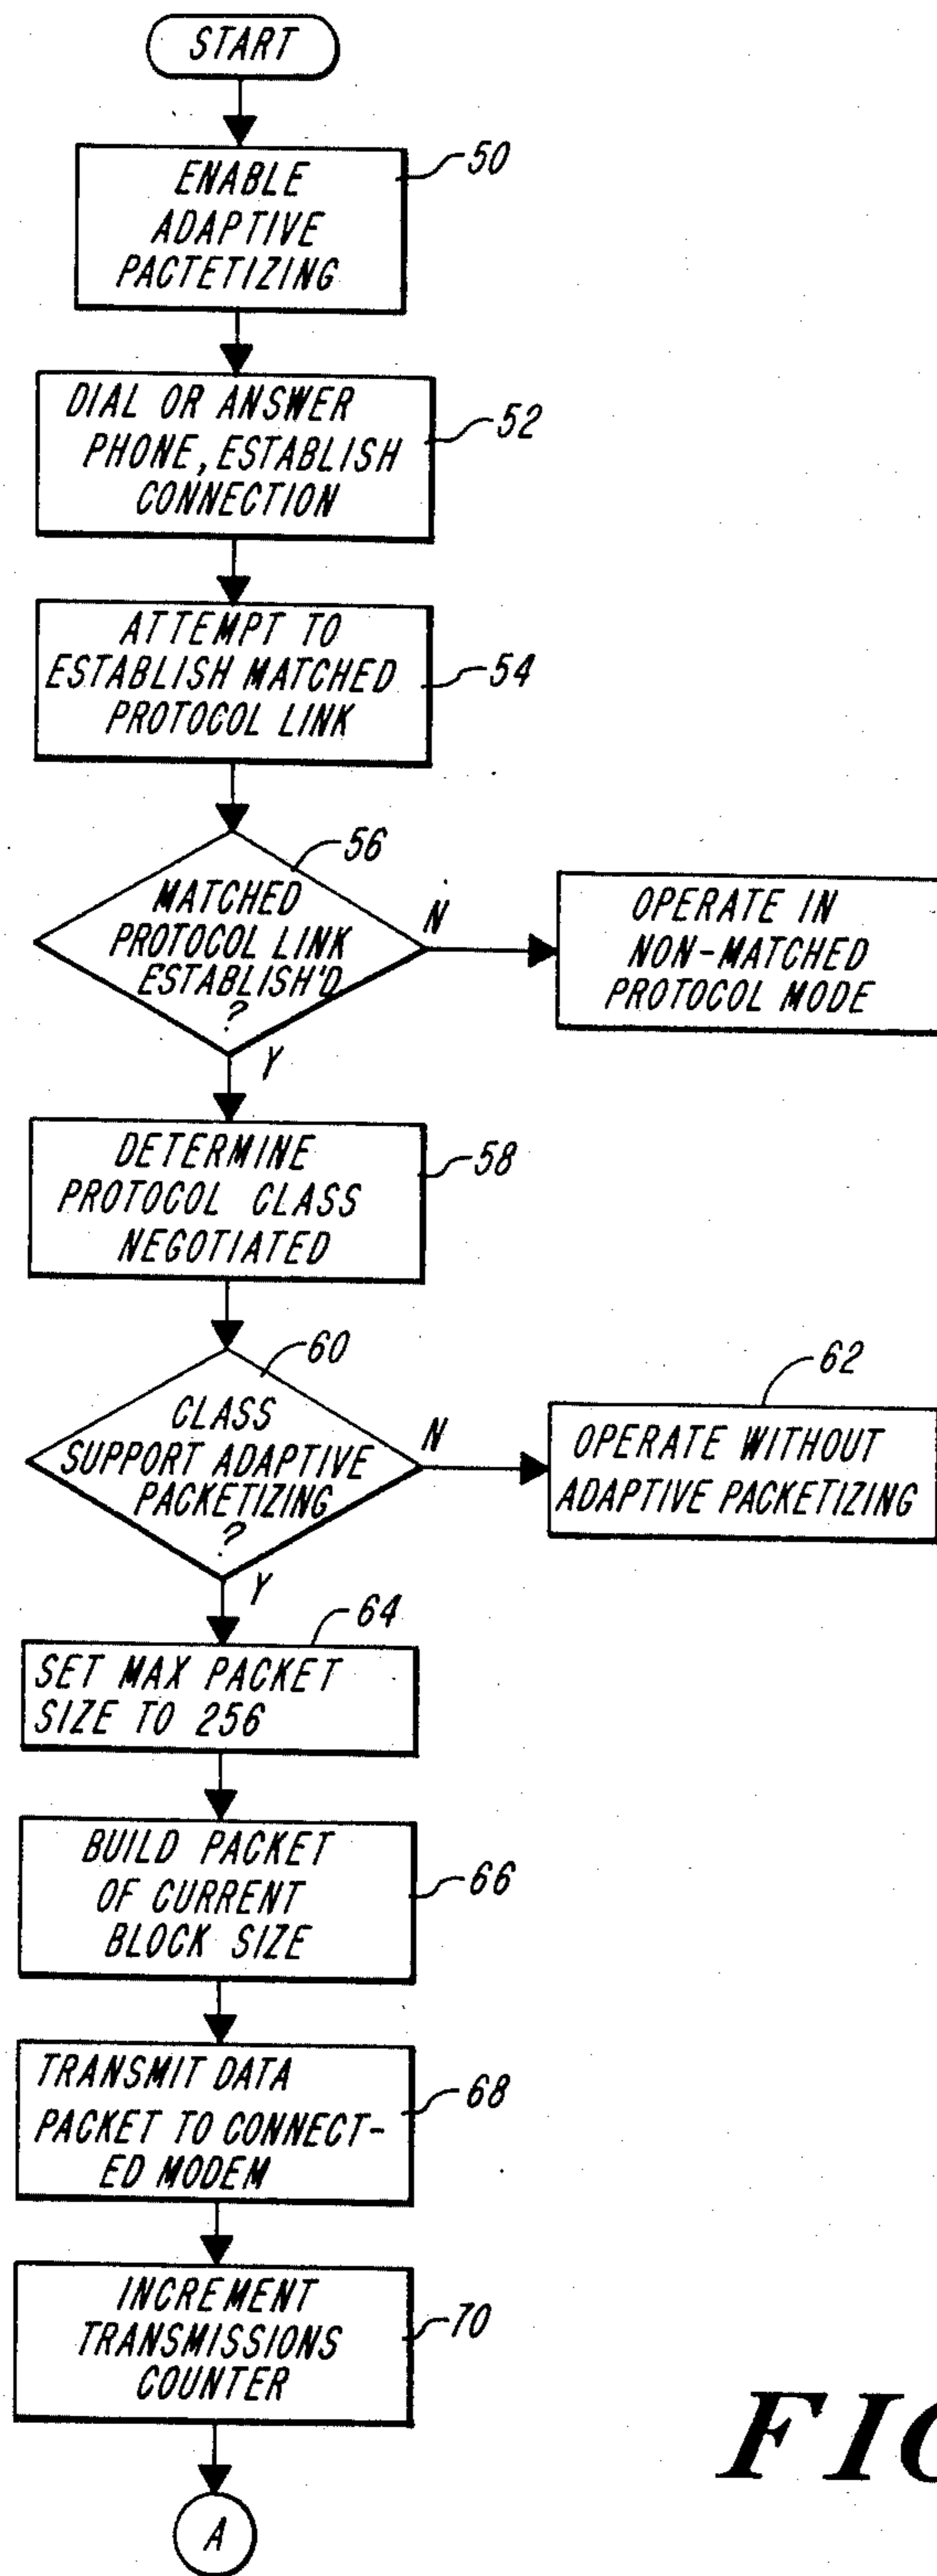 START
ENABLE
ADAPTIVE
PACTETIZING
50
DIAL OR ANSWER
PHONE, ESTABLISH
CONNECTION
52
ATTEMPT TO
ESTABLISH MATCHED
PROTOCOL LINK
54
56
MATCHED
PROTOCOL LINK
ESTABLISH'D
?
N
Y
OPERATE IN
NON-MATCHED
PROTOCOL MODE
DETERMINE
PROTOCOL CLASS
NEGOTIATED
58
60
CLASS
SUPPORT ADAPTIVE
PACKETIZING
?
N
Y
62
OPERATE WITHOUT
ADAPTIVE PACKETIZING
64
SET MAX PACKET
SIZE TO 256
BUILD PACKET
OF CURRENT
BLOCK SIZE
66
TRANSMIT DATA
PACKET TO CONNECT-
ED MODEM
68
INCREMENT
TRANSMISSIONS
COUNTER
70
A